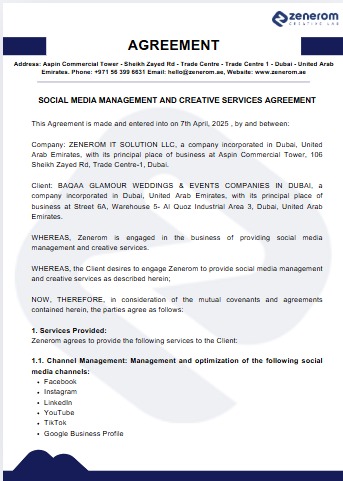 zenerom
CREATIVE LAB
AGREEMENT
Address: Aspin Commercial Tower - Sheikh Zayed Rd - Trade Centre - Trade Centre 1 - Dubai - United Arab
Emirates. Phone: +971 56 399 6631 Email: hello@zenerom.ae, Website: www.zenerom.ae
SOCIAL MEDIA MANAGEMENT AND CREATIVE SERVICES AGREEMENT
This Agreement is made and entered into on 7th April, 2025 , by and between:
Company: ZENEROM IT SOLUTION LLC, a company incorporated in Dubai, United
Arab Emirates, with its principal place of business at Aspin Commercial Tower, 106
Sheikh Zayed Rd, Trade Centre-1, Dubai.
Client: BAQAA GLAMOUR WEDDINGS & EVENTS COMPANIES IN DUBAI, a
company incorporated in Dubai, United Arab Emirates, with its principal place of
business at Street 6A, Warehouse 5- Al Quoz Industrial Area 3, Dubai, United Arab
Emirates.
WHEREAS, Zenerom is engaged in the business of providing social media
management and creative services.
WHEREAS, the Client desires to engage Zenerom to provide social media management
and creative services as described herein;
NOW, THEREFORE, in consideration of the mutual covenants and agreements
contained herein, the parties agree as follows:
1. Services Provided:
Zenerom agrees to provide the following services to the Client:
1.1. Channel Management: Management and optimization of the following social
media channels:
• Facebook
• Instagram
• LinkedIn
• YouTube
• TikTok
• Google Business Profile